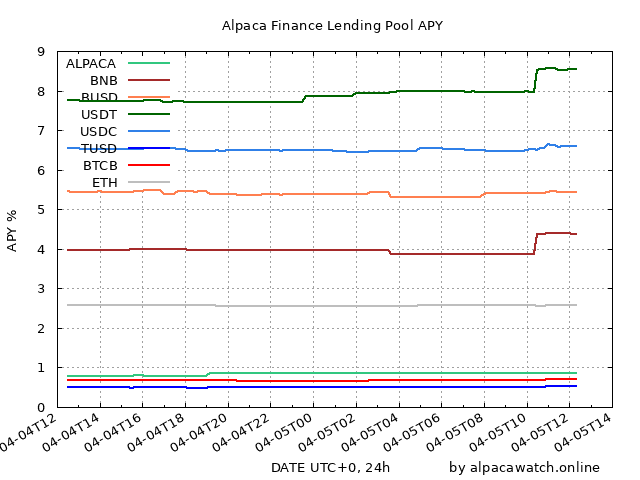 Alpaca Finance Lending Pool APY
9
8
7
6
5
4
3
2
1
0
APY %
ALPACA
BNB
BUSD
USDT
USDC
TUSD
BTCB
ETH
04-04T12
04-04T14
04-04T16
04-04T18
04-04T20
04-04T22
04-05T00
04-05T02
04-05T04
04-05T06
04-05T08
04-05T10
04-05T12
04-05T14
DATE UTC+0, 24h
by alpacawatch.online